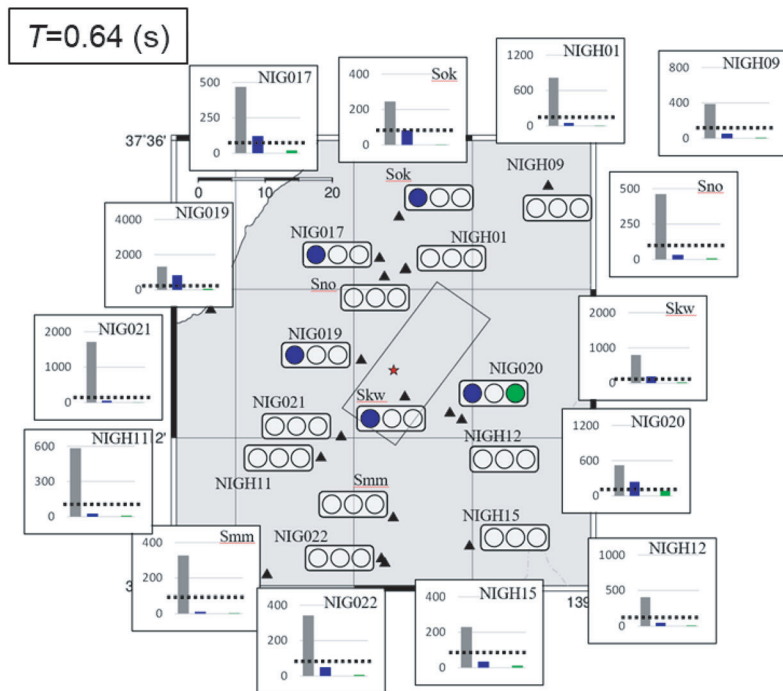 T=0.64 (s)
NIG017
500
250
0
Sok
400
200
0
NIGH01
1200
600
0
NIGH09
800
400
0
37˚36'
0 10 20
Sok
NIGH09
NIG017
NIGH01
Sno
Sno
500
250
0
NIG019
4000
2000
0
NIG019
NIG020
Skw
Skw
2000
1000
0
NIG021
2000
1000
0
NIG021
NIGH12
NIGH11
NIG020
1200
600
0
NIGH11
600
300
0
2'
Smm
NIG022
NIGH15
Smm
400
200
0
NIG022
400
200
0
NIGH15
400
200
0
NIGH12
1000
500
0
3
139